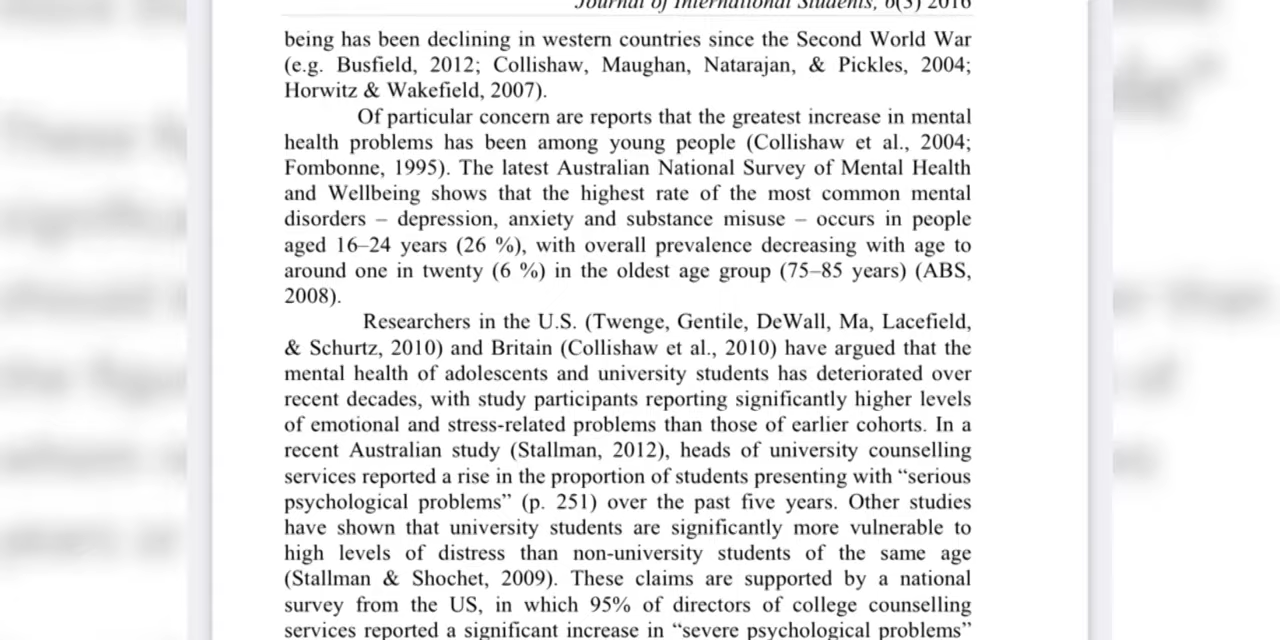 Journal of International Students, 6(3) 2016
being has been declining in western countries since the Second World War
(e.g. Busfield, 2012; Collishaw, Maughan, Natarajan, & Pickles, 2004;
Horwitz & Wakefield, 2007).
Of particular concern are reports that the greatest increase in mental
health problems has been among young people (Collishaw et al., 2004;
Fombonne, 1995). The latest Australian National Survey of Mental Health
and Wellbeing shows that the highest rate of the most common mental
disorders – depression, anxiety and substance misuse – occurs in people
aged 16–24 years (26 %), with overall prevalence decreasing with age to
around one in twenty (6 %) in the oldest age group (75–85 years) (ABS,
2008).
Researchers in the U.S. (Twenge, Gentile, DeWall, Ma, Lacefield,
& Schurtz, 2010) and Britain (Collishaw et al., 2010) have argued that the
mental health of adolescents and university students has deteriorated over
recent decades, with study participants reporting significantly higher levels
of emotional and stress-related problems than those of earlier cohorts. In a
recent Australian study (Stallman, 2012), heads of university counselling
services reported a rise in the proportion of students presenting with “serious
psychological problems” (p. 251) over the past five years. Other studies
have shown that university students are significantly more vulnerable to
high levels of distress than non-university students of the same age
(Stallman & Shochet, 2009). These claims are supported by a national
survey from the US, in which 95% of directors of college counselling
services reported a significant increase in “severe psychological problems”